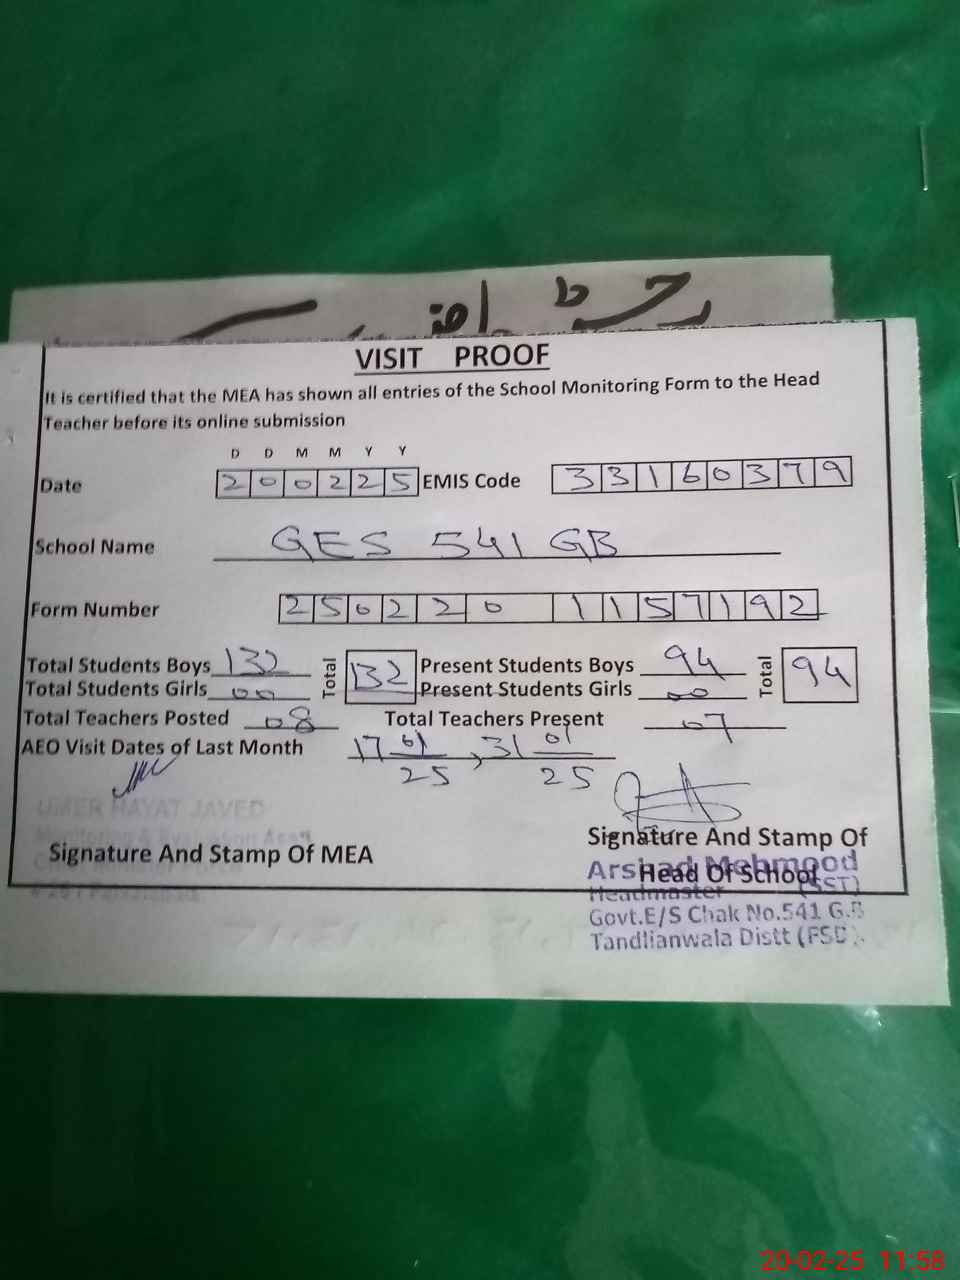 رجسٹر
VISIT PROOF
It is certified that the MEA has shown all entries of the School Monitoring Form to the Head
Teacher before its online submission
D D M M Y Y
Date 200225 EMIS Code 33160379
School Name GES 541 GB
Form Number 250220 1157192
Total Students Boys 132 Total 132 Present Students Boys 94 Total 94
Total Students Girls 00 Present Students Girls 00
Total Teachers Posted 08 Total Teachers Present 07
AEO Visit Dates of Last Month 17 01/25, 31 01/25
UMER HAYAT JAVED
Signature And Stamp Of MEA
Signature And Stamp Of
Head Of School
Arshad Mehmood
Headmaster (SST)
Govt.E/S Chak No.541 G.B
Tandlianwala Distt (FSD).
20-02-25 11:58